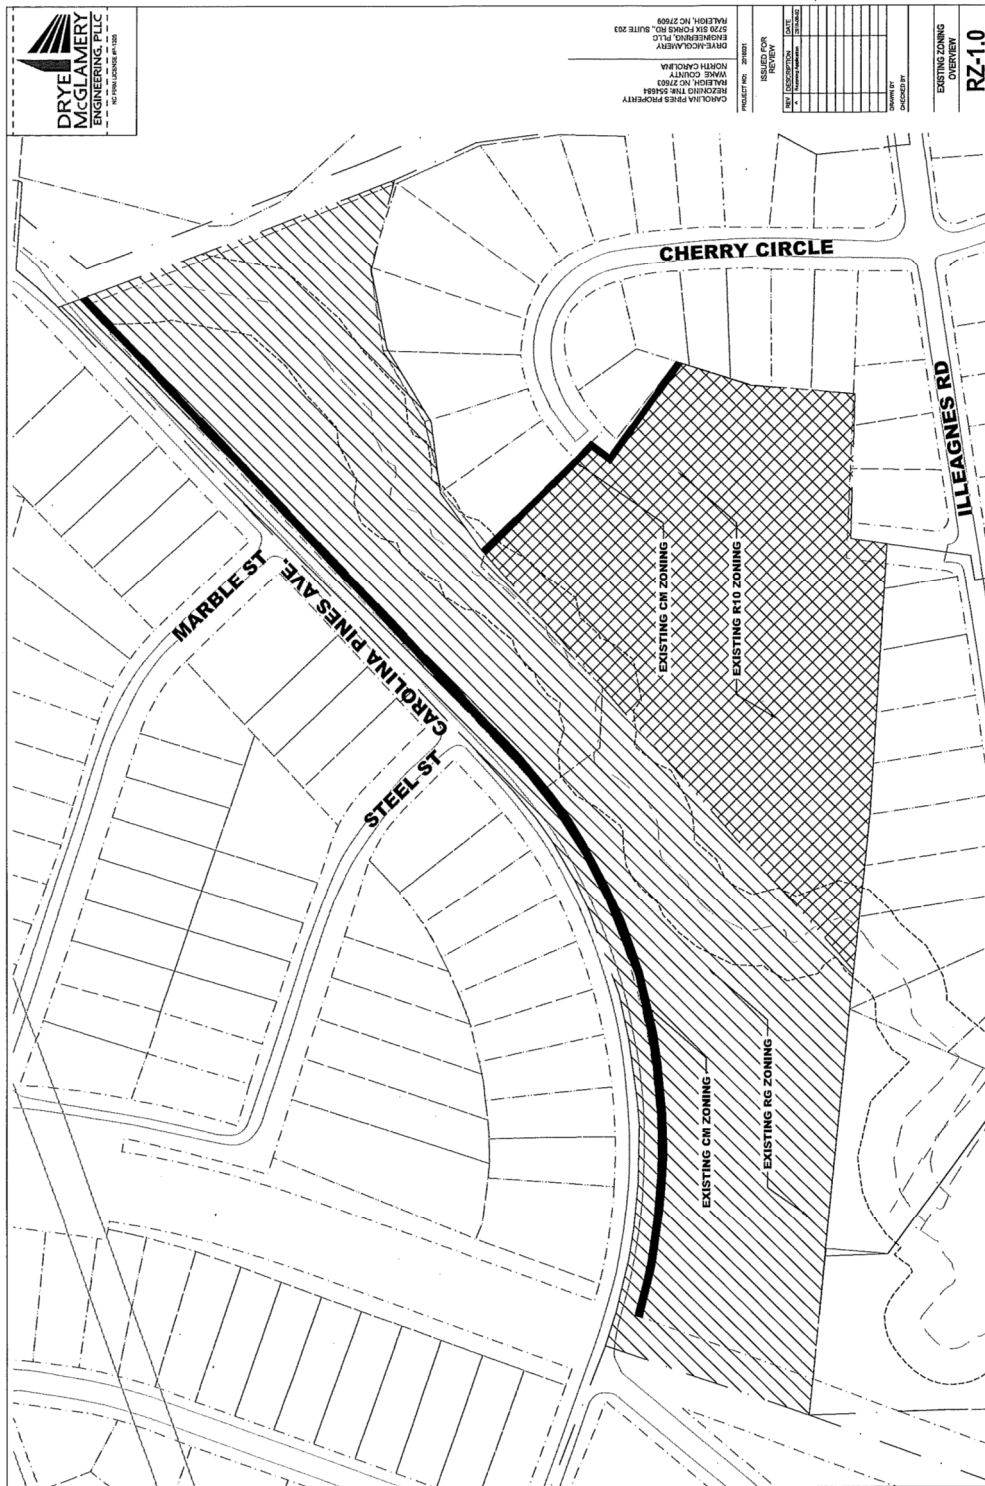 DRYE
McGLAMERY
ENGINEERING, PLLC
CAROLINA PINES PROPERTY
REZONING TN#: 551684
RALEIGH, NC 27603
WAKE COUNTY
NORTH CAROLINA
DRYE-MCGLAMERY
ENGINEERING, PLLC
5720 SIX FORKS RD., SUITE 203
RALEIGH, NC 27609
PROJECT NO:
ISSUED FOR
REVIEW
REV
DESCRIPTION
DATE
A
DRAWN BY
CHECKED BY
EXISTING ZONING
OVERVIEW
RZ-1.0
CHERRY CIRCLE
ILLEAGNES RD
MARBLE ST
CAROLINA PINES AVE.
STEEL ST
EXISTING CM ZONING
EXISTING R10 ZONING
EXISTING CM ZONING
EXISTING RG ZONING